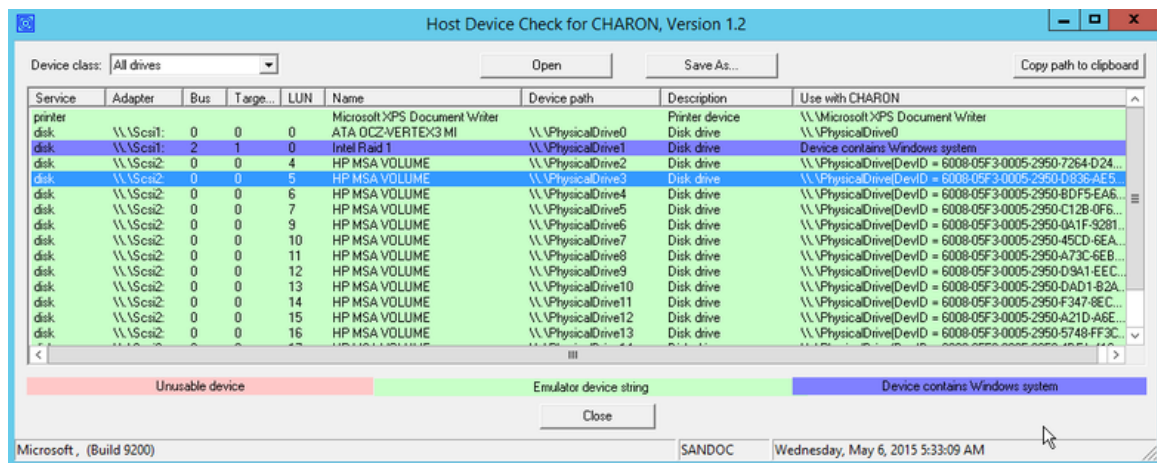 Host Device Check for CHARON, Version 1.2
Device class: All drives Open Save As... Copy path to clipboard
Service Adapter Bus Targe... LUN Name Device path Description Use with CHARON
printer Microsoft XPS Document Writer Printer device \\.\Microsoft XPS Document Writer
disk \\.\Scsi1: 0 0 0 ATA OCZ-VERTEX3 MI \\.\PhysicalDrive0 Disk drive \\.\PhysicalDrive0
disk \\.\Scsi1: 2 1 0 Intel Raid 1 \\.\PhysicalDrive1 Disk drive Device contains Windows system
disk \\.\Scsi2: 0 0 4 HP MSA VOLUME \\.\PhysicalDrive2 Disk drive \\.\PhysicalDrive(DevID = 6008-05F3-0005-2950-7264-D24...
disk \\.\Scsi2: 0 0 5 HP MSA VOLUME \\.\PhysicalDrive3 Disk drive \\.\PhysicalDrive(DevID = 6008-05F3-0005-2950-D836-AE5...
disk \\.\Scsi2: 0 0 6 HP MSA VOLUME \\.\PhysicalDrive4 Disk drive \\.\PhysicalDrive(DevID = 6008-05F3-0005-2950-BDF5-EA6...
disk \\.\Scsi2: 0 0 7 HP MSA VOLUME \\.\PhysicalDrive5 Disk drive \\.\PhysicalDrive(DevID = 6008-05F3-0005-2950-C12B-0F6...
disk \\.\Scsi2: 0 0 9 HP MSA VOLUME \\.\PhysicalDrive6 Disk drive \\.\PhysicalDrive(DevID = 6008-05F3-0005-2950-0A1F-9281...
disk \\.\Scsi2: 0 0 10 HP MSA VOLUME \\.\PhysicalDrive7 Disk drive \\.\PhysicalDrive(DevID = 6008-05F3-0005-2950-45CD-6EA...
disk \\.\Scsi2: 0 0 11 HP MSA VOLUME \\.\PhysicalDrive8 Disk drive \\.\PhysicalDrive(DevID = 6008-05F3-0005-2950-A73C-6EB...
disk \\.\Scsi2: 0 0 12 HP MSA VOLUME \\.\PhysicalDrive9 Disk drive \\.\PhysicalDrive(DevID = 6008-05F3-0005-2950-D9A1-EEC...
disk \\.\Scsi2: 0 0 13 HP MSA VOLUME \\.\PhysicalDrive10 Disk drive \\.\PhysicalDrive(DevID = 6008-05F3-0005-2950-DAD1-B2A...
disk \\.\Scsi2: 0 0 14 HP MSA VOLUME \\.\PhysicalDrive11 Disk drive \\.\PhysicalDrive(DevID = 6008-05F3-0005-2950-F347-8EC...
disk \\.\Scsi2: 0 0 15 HP MSA VOLUME \\.\PhysicalDrive12 Disk drive \\.\PhysicalDrive(DevID = 6008-05F3-0005-2950-A21D-A6E...
disk \\.\Scsi2: 0 0 16 HP MSA VOLUME \\.\PhysicalDrive13 Disk drive \\.\PhysicalDrive(DevID = 6008-05F3-0005-2950-5748-FF3C...
Unusable device Emulator device string Device contains Windows system
Close
Microsoft , (Build 9200) SANDOC Wednesday, May 6, 2015 5:33:09 AM